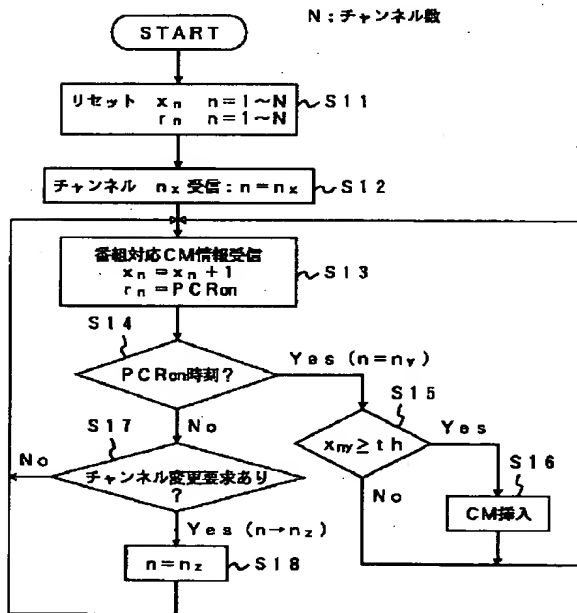 N:チャンネル数
START
リセット xn n=1~N
rn n=1~N
S11
チャンネル nx 受信:n=nx
S12
番組対応CM情報受信
xn=xn+1
rn=PCRon
S13
S14
PCRon時刻?
Yes (n=ny)
No
S15
xny≥th
Yes
No
S16
CM挿入
S17
チャンネル変更要求あり
?
No
Yes (n→nz)
n=nz
S18